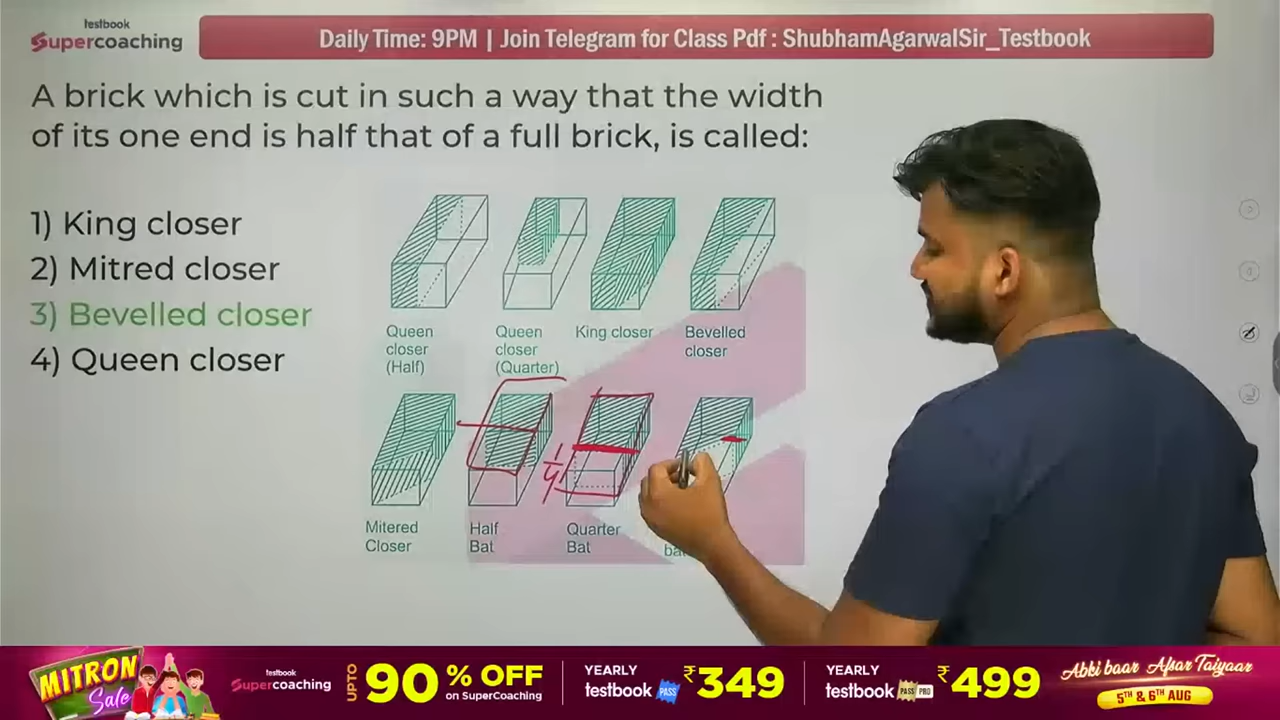 testbook
Supercoaching
Daily Time: 9PM | Join Telegram for Class Pdf : ShubhamAgarwalSir_Testbook
A brick which is cut in such a way that the width
of its one end is half that of a full brick, is called:
1) King closer
2) Mitred closer
3) Bevelled closer
4) Queen closer
Queen
closer
(Half)
Queen
closer
(Quarter)
King closer
Bevelled
closer
Mitered
Closer
Half
Bat
1/4
Quarter
Bat
MITRON
Sale
testbook
Supercoaching
UPTO 90 % OFF
on SuperCoaching
YEARLY
testbook PASS
₹349
YEARLY
testbook PASS PRO
₹499
Abki baar Afsar Taiyaar
5TH & 6TH AUG